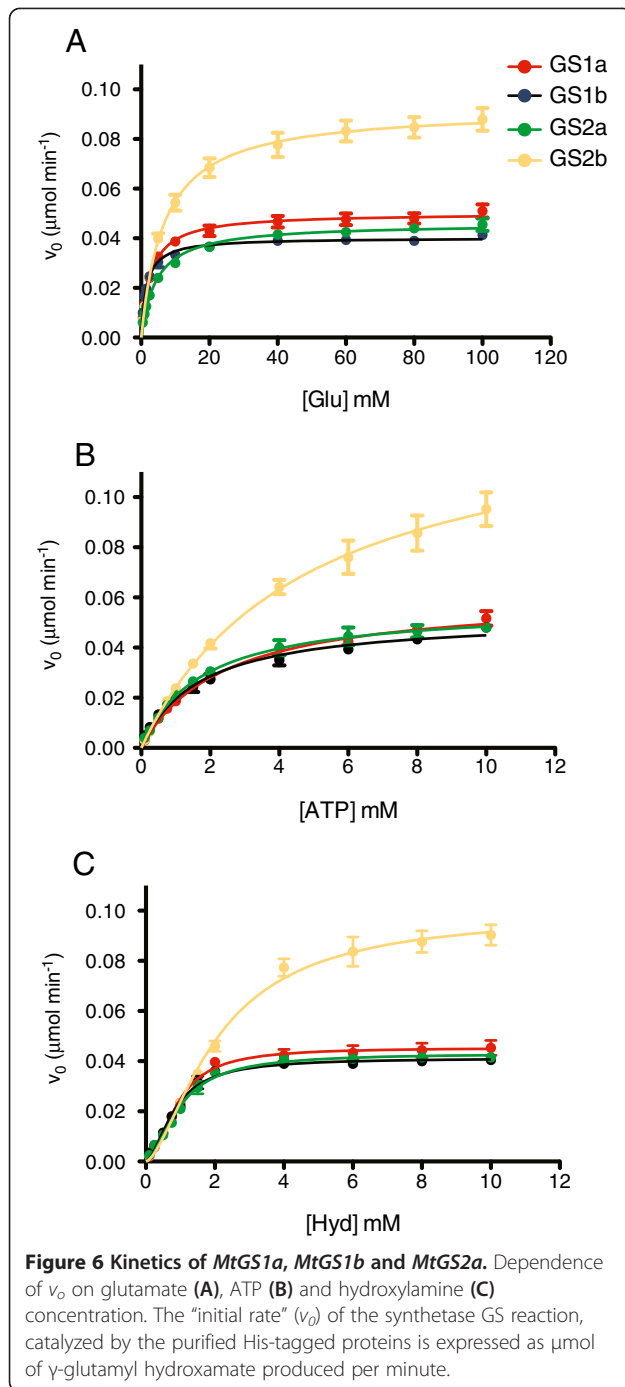 A
GS1a
GS1b
GS2a
GS2b
v0 (µmol min-1)
0.10
0.08
0.06
0.04
0.02
0.00
0 20 40 60 80 100 120
[Glu] mM
B
v0 (µmol min-1)
0.10
0.08
0.06
0.04
0.02
0.00
0 2 4 6 8 10 12
[ATP] mM
C
v0 (µmol min-1)
0.10
0.08
0.06
0.04
0.02
0.00
0 2 4 6 8 10 12
[Hyd] mM
Figure 6 Kinetics of MtGS1a, MtGS1b and MtGS2a. Dependence
of vo on glutamate (A), ATP (B) and hydroxylamine (C)
concentration. The “initial rate” (v0) of the synthetase GS reaction,
catalyzed by the purified His-tagged proteins is expressed as µmol
of γ-glutamyl hydroxamate produced per minute.